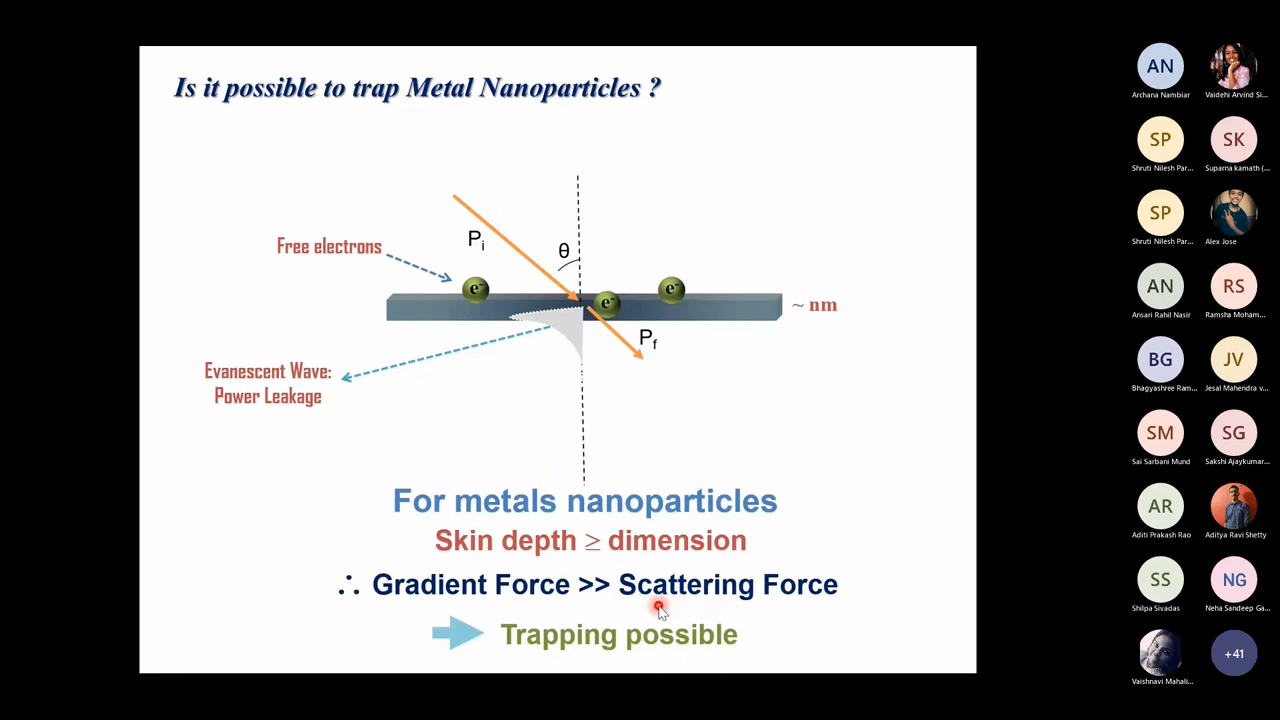 Is it possible to trap Metal Nanoparticles ?
Free electrons
Pi
θ
e-
e-
e-
~ nm
Pf
Evanescent Wave:
Power Leakage
For metals nanoparticles
Skin depth ≥ dimension
∴ Gradient Force >> Scattering Force
Trapping possible
AN
Archana Nambiar
Vaidehi Arvind Si...
SP
Shruti Nilesh Par...
SK
Suparna kamath (...
SP
Shruti Nilesh Par...
Alex Jose
AN
Ansari Rahil Nasir
RS
Ramsha Moham...
BG
Bhagyashree Ram...
JV
Jesal Mahendra v...
SM
Sai Sarbani Mund
SG
Sakshi Ajaykumar...
AR
Aditi Prakash Rao
Aditya Ravi Shetty
SS
Shilpa Sivadas
NG
Neha Sandeep Ga...
Vaishnavi Mahali...
+41